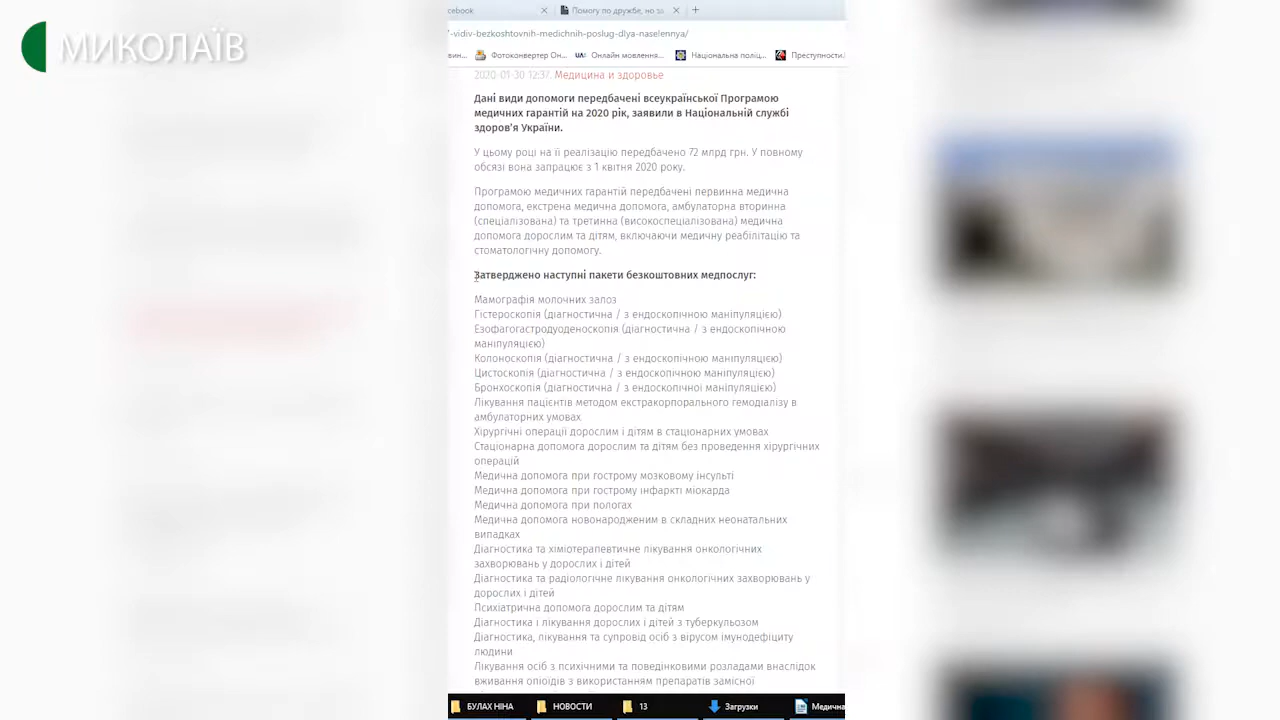 МИКОЛАЇВ
cebook
Помогу по дружбе, но за
-vidiv-bezkoshtovnih-medichnih-poslug-dlya-naselennya/
вин...
Фотоконвертер Он...
Онлайн мовлення...
Національна поліц...
Преступности.
2020-01-30 12:37. Медицина и здоровье
Дані види допомоги передбачені всеукраїнської Програмою
медичних гарантій на 2020 рік, заявили в Національній службі
здоров'я України.
У цьому році на її реалізацію передбачено 72 млрд грн. У повному
обсязі вона запрацює з 1 квітня 2020 року.
Програмою медичних гарантій передбачені первинна медична
допомога, екстрена медична допомога, амбулаторна вторинна
(спеціалізована) та третинна (високоспеціалізована) медична
допомога дорослим та дітям, включаючи медичну реабілітацію та
стоматологічну допомогу.
Затверджено наступні пакети безкоштовних медпослуг:
Мамографія молочних залоз
Гістероскопія (діагностична / з ендоскопічною маніпуляцією)
Езофагогастродуоденоскопія (діагностична / з ендоскопічною
маніпуляцією)
Колоноскопія (діагностична / з ендоскопічною маніпуляцією)
Цистоскопія (діагностична / з ендоскопічною маніпуляцією)
Бронхоскопія (діагностична / з ендоскопічної маніпуляцією)
Лікування пацієнтів методом екстракорпорального гемодіалізу в
амбулаторних умовах
Хірургічні операції дорослим і дітям в стаціонарних умовах
Стаціонарна допомога дорослим та дітям без проведення хірургічних
операцій
Медична допомога при гострому мозковому інсульті
Медична допомога при гострому інфаркті міокарда
Медична допомога при пологах
Медична допомога новонародженим в складних неонатальних
випадках
Діагностика та хіміотерапевтичне лікування онкологічних
захворювань у дорослих і дітей
Діагностика та радіологічне лікування онкологічних захворювань у
дорослих і дітей
Психіатрична допомога дорослим та дітям
Діагностика і лікування дорослих і дітей з туберкульозом
Діагностика, лікування та супровід осіб з вірусом імунодефіциту
людини
Лікування осіб з психічними та поведінковими розладами внаслідок
вживання опіоїдів з використанням препаратів замісної
БУЛАХ НІНА
НОВОСТИ
13
Загрузки
Медична